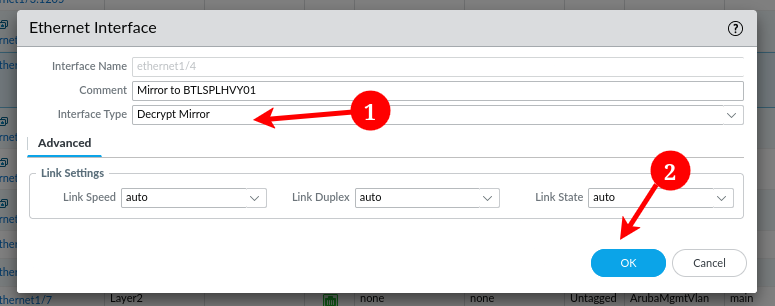 Ethernet Interface
Interface Name ethernet1/4
Comment Mirror to BTLSPLHVY01
Interface Type Decrypt Mirror
1
Advanced
Link Settings
2
Link Speed auto Link Duplex auto Link State auto
OK Cancel
ethernet1/7 Layer2 none none Untagged ArubaMgmtVlan main